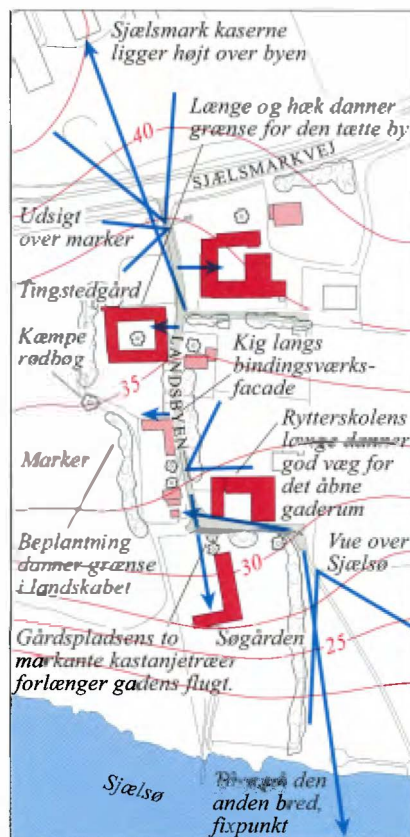 Sjælsmark kaserne
ligger højt over byen
Længe og hæk danner
grænse for den tætte by
40
SJÆLSMARKVEJ
Udsigt
over marker
Tingstedgård
Kæmpe
rødbøg
35
LANDSBYEN
Kig langs
bindingsværks-
facade
Rytterskolens
længe danner
god væg for
det åbne
gaderum
Marker
Beplantning
danner grænse
i landskabet
30
Vue over
Sjælsø
25
Gårdspladsens to
markante kastanjetræer
forlænger gadens flugt.
Søgården
Sjælsø
den
anden bred,
fixpunkt